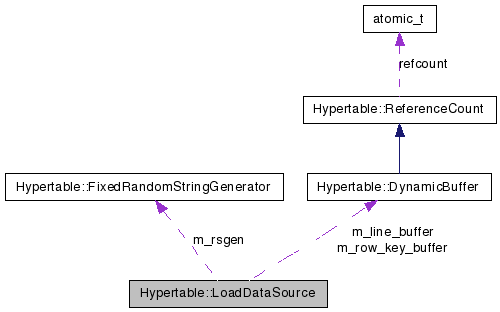 atomic_t
refcount
Hypertable::ReferenceCount
Hypertable::FixedRandomStringGenerator
Hypertable::DynamicBuffer
m_rsgen
m_line_buffer
m_row_key_buffer
Hypertable::LoadDataSource